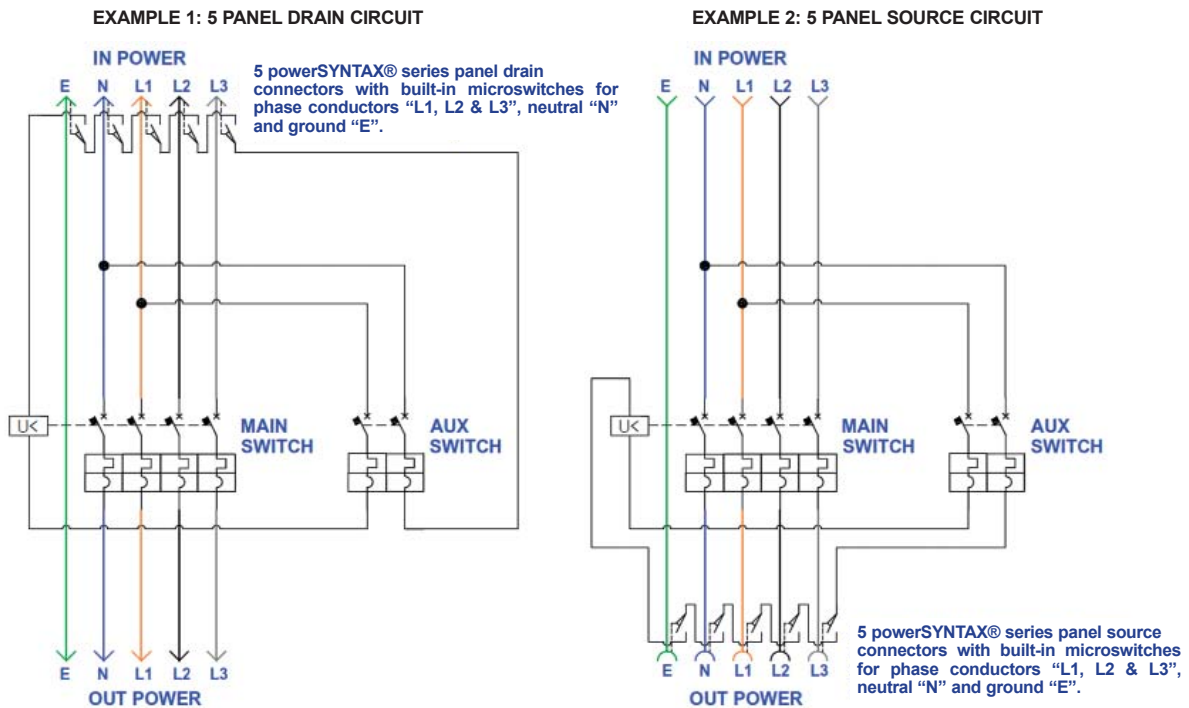 EXAMPLE 1: 5 PANEL DRAIN CIRCUIT
IN POWER
E N L1 L2 L3
5 powerSYNTAX® series panel drain
connectors with built-in microswitches for
phase conductors “L1, L2 & L3”, neutral “N”
and ground “E”.
U<
MAIN
SWITCH
AUX
SWITCH
E N L1 L2 L3
OUT POWER
EXAMPLE 2: 5 PANEL SOURCE CIRCUIT
IN POWER
E N L1 L2 L3
U<
MAIN
SWITCH
AUX
SWITCH
5 powerSYNTAX® series panel source
connectors with built-in microswitches
for phase conductors “L1, L2 & L3”,
neutral “N” and ground “E”.
E N L1 L2 L3
OUT POWER